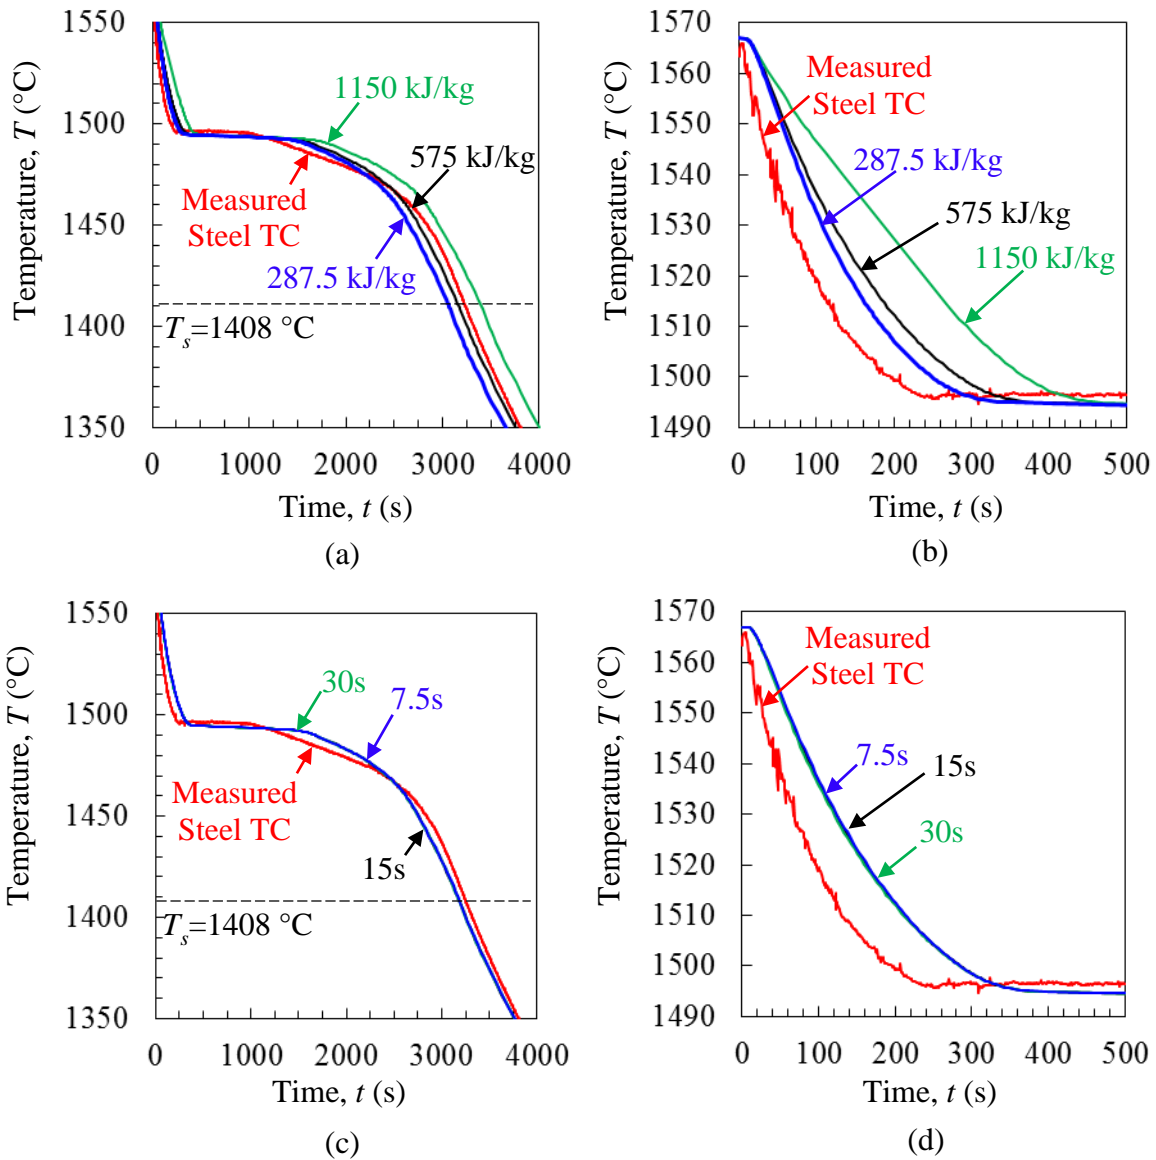 Temperature, T (°C)
1550
1500
1450
1400
1350
1150 kJ/kg
575 kJ/kg
Measured
Steel TC
287.5 kJ/kg
Ts=1408 °C
0 1000 2000 3000 4000
Time, t (s)
(a)
Temperature, T (°C)
1570
1560
1550
1540
1530
1520
1510
1500
1490
Measured
Steel TC
287.5 kJ/kg
575 kJ/kg
1150 kJ/kg
0 100 200 300 400 500
Time, t (s)
(b)
Temperature, T (°C)
1550
1500
1450
1400
1350
30s
7.5s
Measured
Steel TC
15s
Ts=1408 °C
0 1000 2000 3000 4000
Time, t (s)
(c)
Temperature, T (°C)
1570
1560
1550
1540
1530
1520
1510
1500
1490
Measured
Steel TC
7.5s
15s
30s
0 100 200 300 400 500
Time, t (s)
(d)